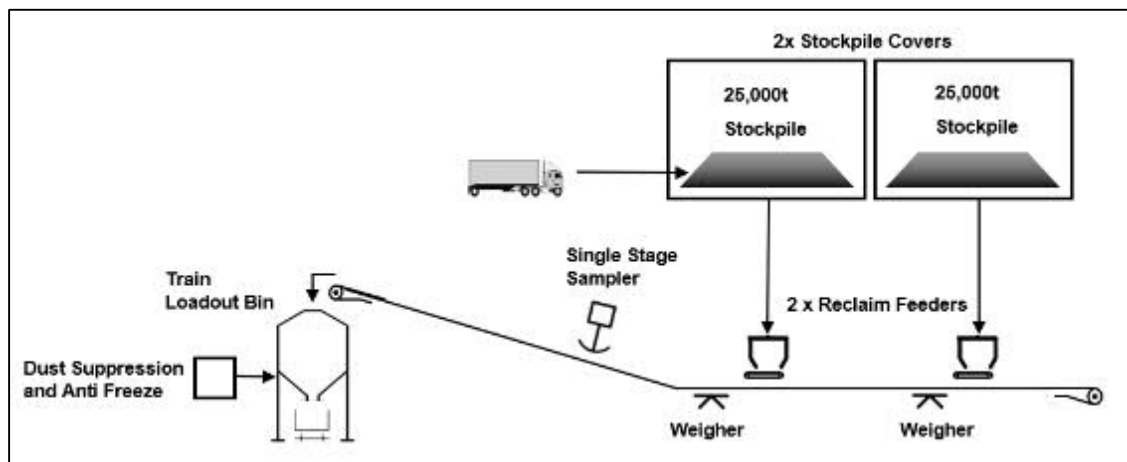 2x Stockpile Covers
25,000t
Stockpile
25,000t
Stockpile
Single Stage
Sampler
Train
Loadout Bin
2 x Reclaim Feeders
Dust Suppression
and Anti Freeze
Weigher
Weigher